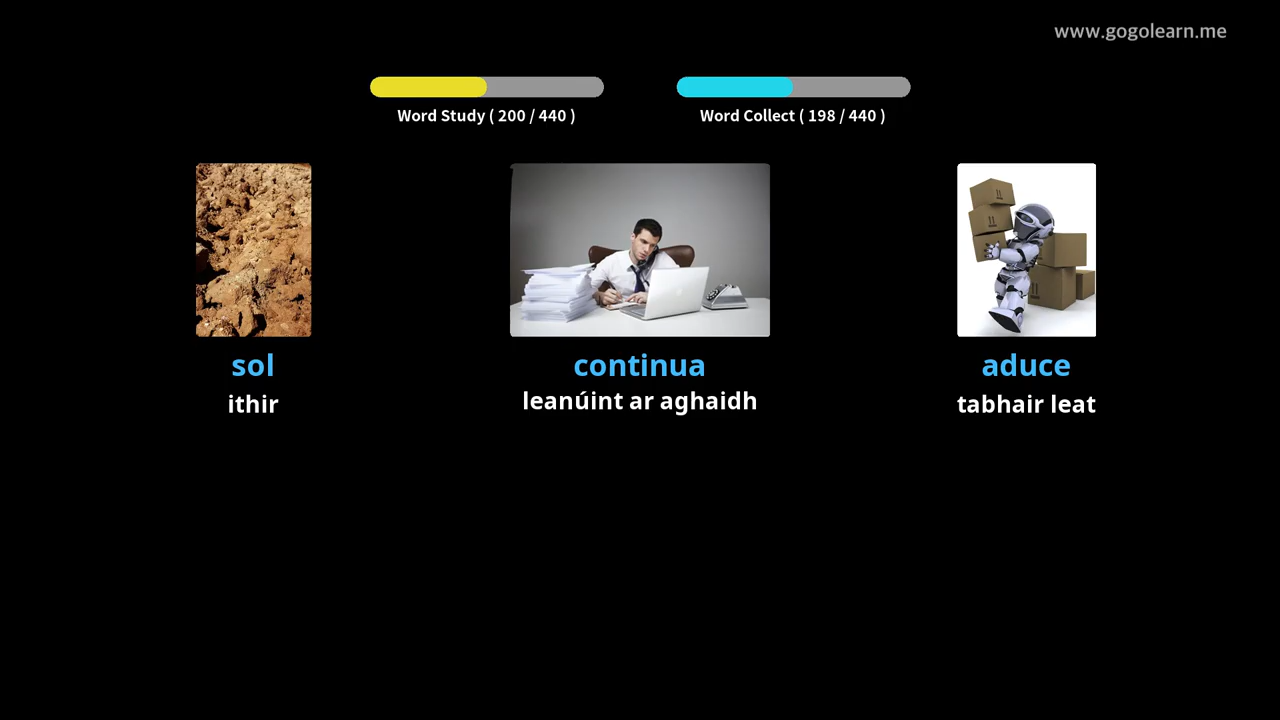 www.gogolearn.me
Word Study ( 200 / 440 )
Word Collect ( 198 / 440 )
sol
ithir
continua
leanúint ar aghaidh
aduce
tabhair leat